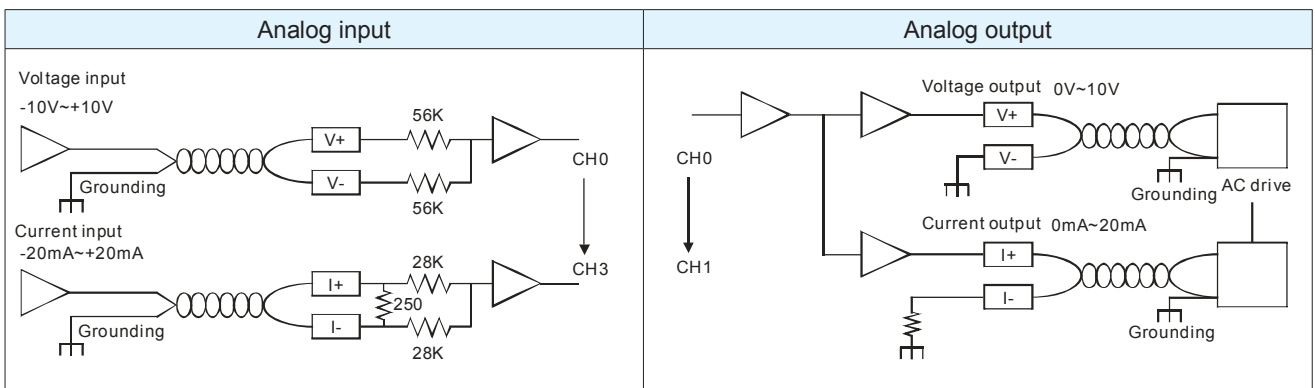 Analog input
Voltage input
-10V~+10V
Grounding
V+
V-
56K
56K
CH0
Current input
-20mA~+20mA
Grounding
I+
I-
250
28K
28K
CH3
Analog output
CH0
CH1
Voltage output 0V~10V
V+
V-
Grounding
AC drive
Current output 0mA~20mA
I+
I-
Grounding